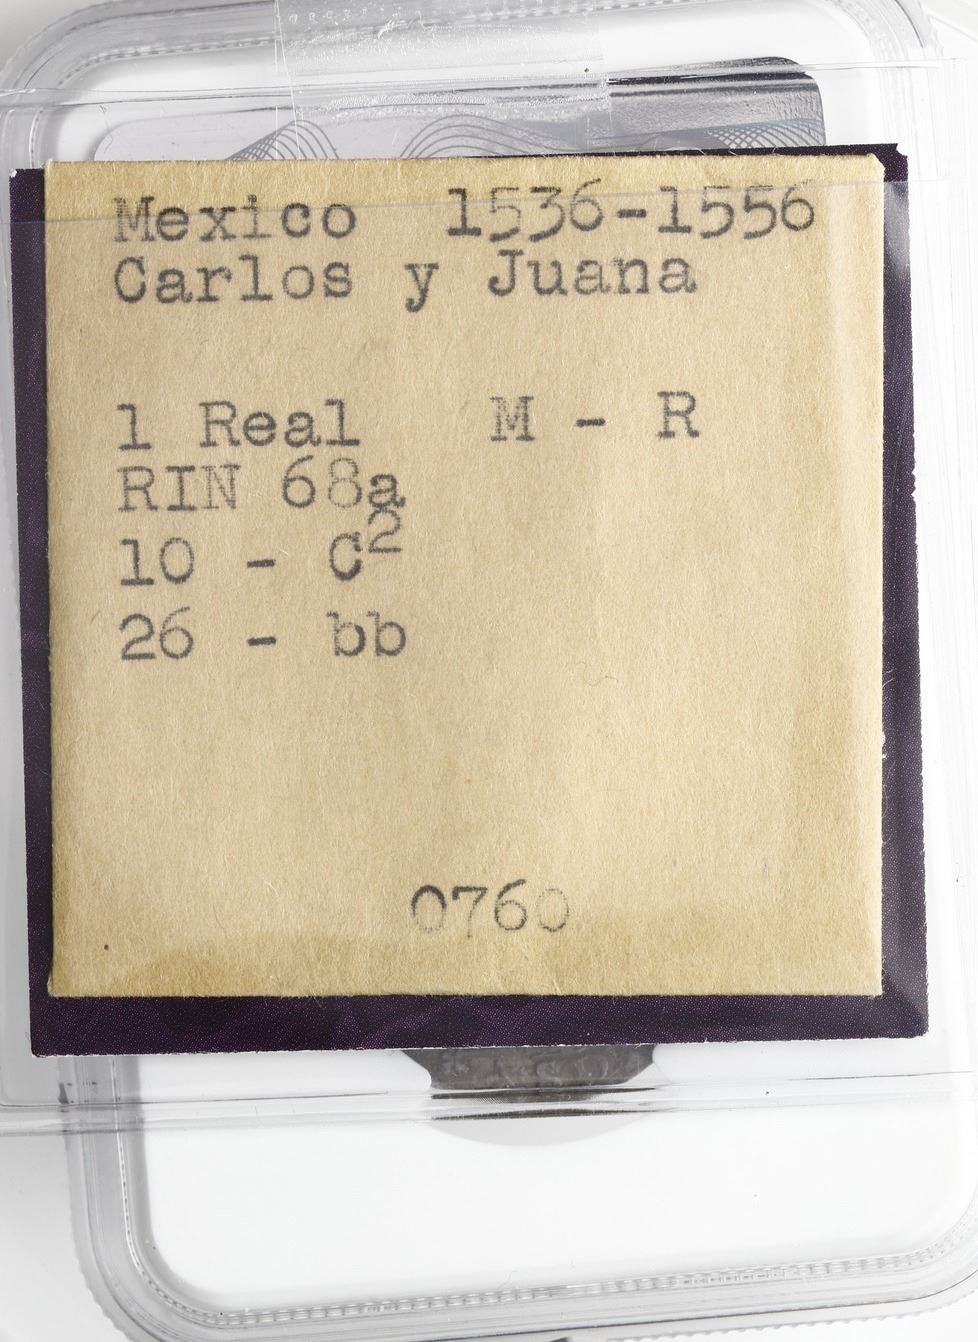 Mexico 1536-1556
Carlos y Juana
1 Real M - R
RIN 68a
10 - C²
26 - bb
0760